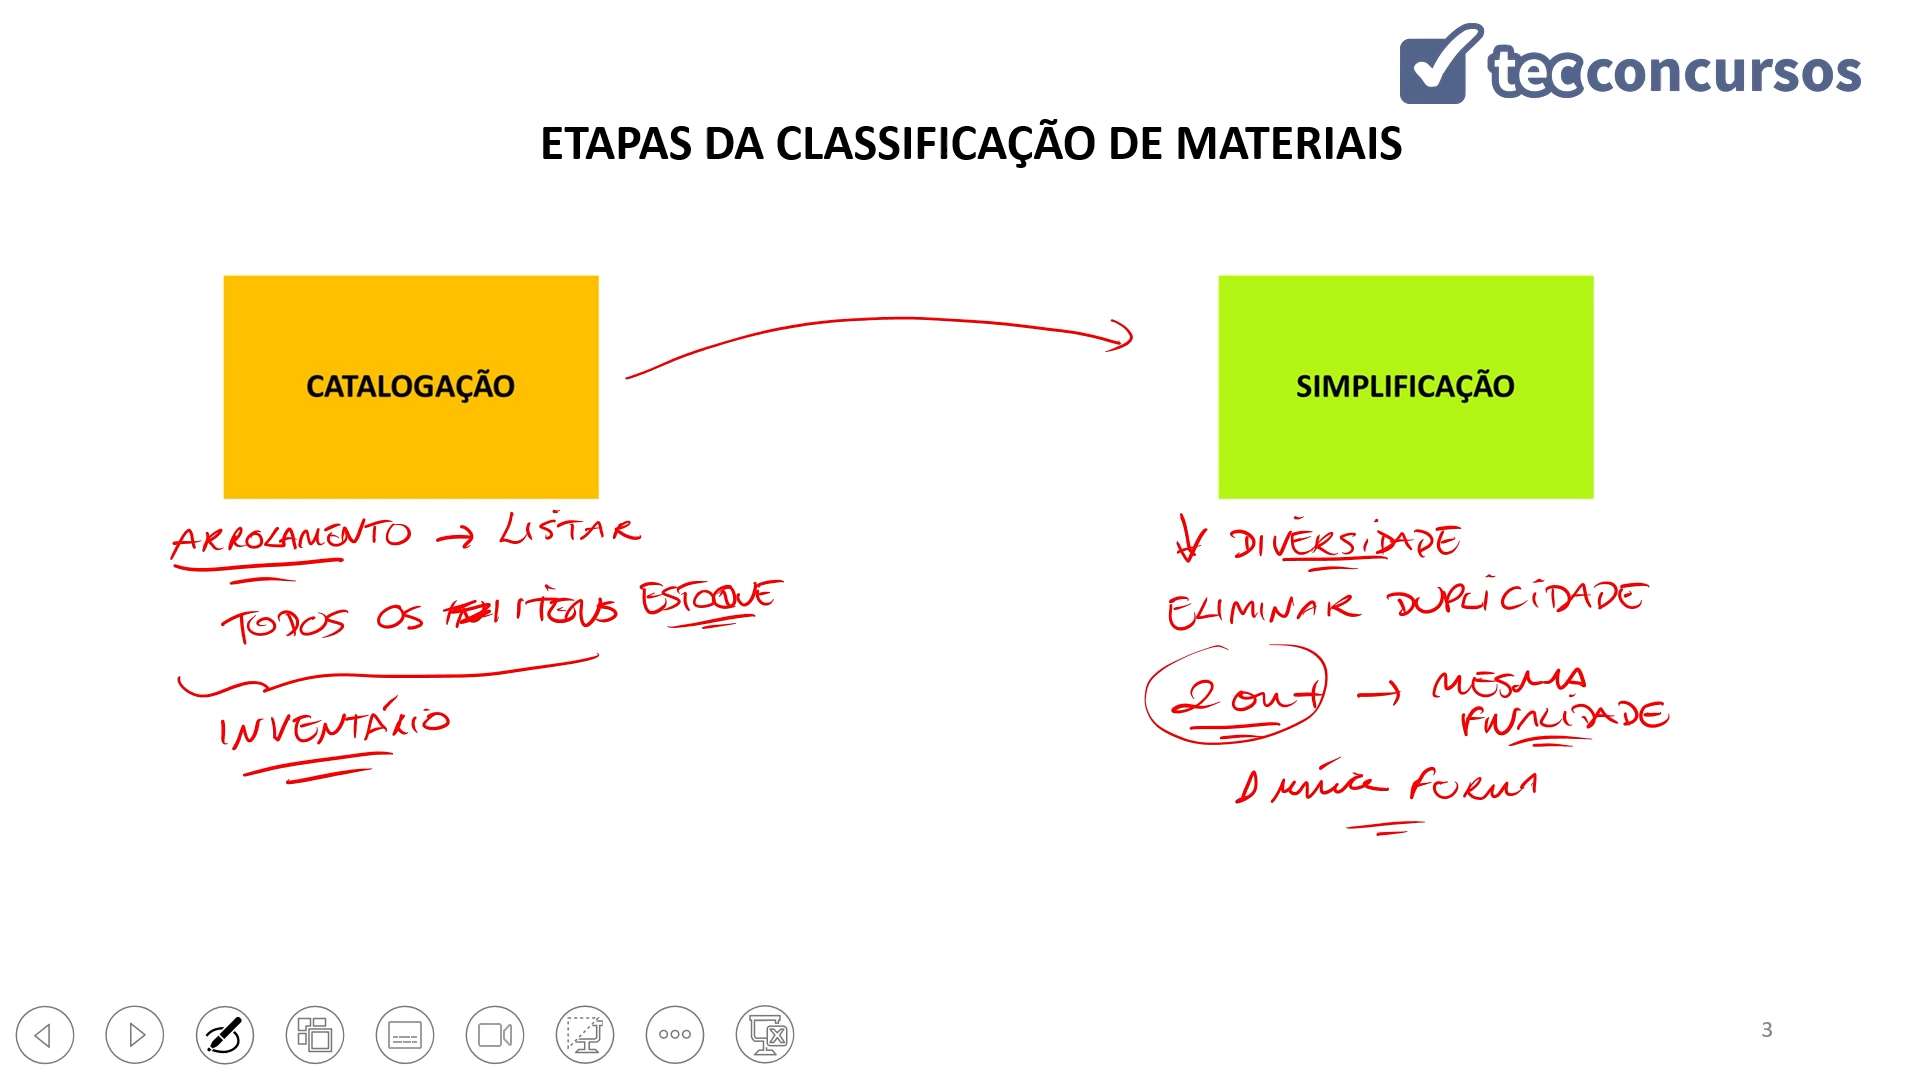 tecconcursos
ETAPAS DA CLASSIFICAÇÃO DE MATERIAIS
CATALOGAÇÃO
ARROLAMENTO → LISTAR
TODOS OS ITENS ESTOQUE
INVENTÁRIO
SIMPLIFICAÇÃO
↓ DIVERSIDADE
ELIMINAR DUPLICIDADE
2 ou + → MESMA
FINALIDADE
única FORMA
3